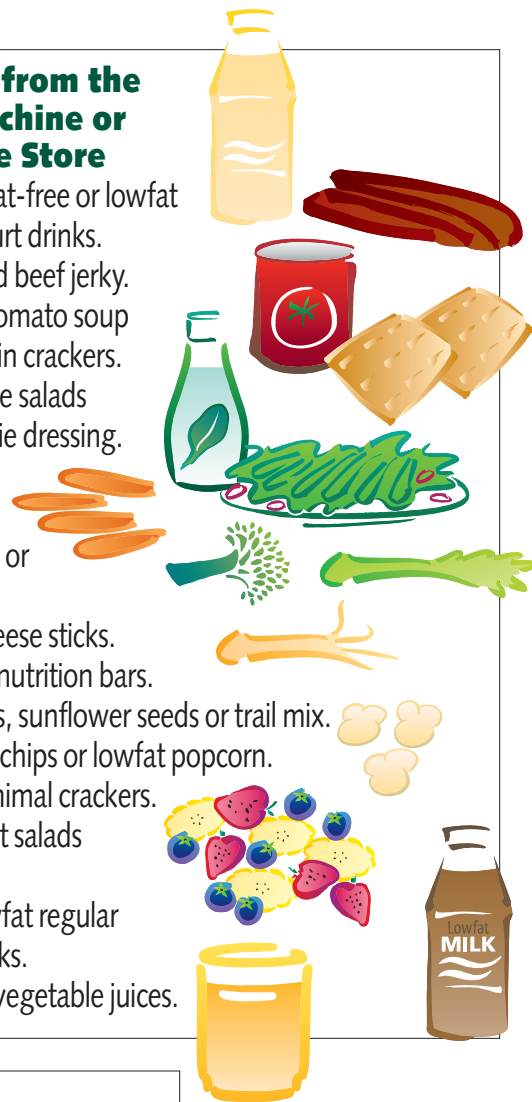 from the
chine or
e Store
at-free or lowfat
urt drinks.
d beef jerky.
omato soup
in crackers.
e salads
ie dressing.
or
eese sticks.
nutrition bars.
s, sunflower seeds or trail mix.
chips or lowfat popcorn.
nimal crackers.
t salads
wfat regular
ks.
vegetable juices.
Lowfat
MILK